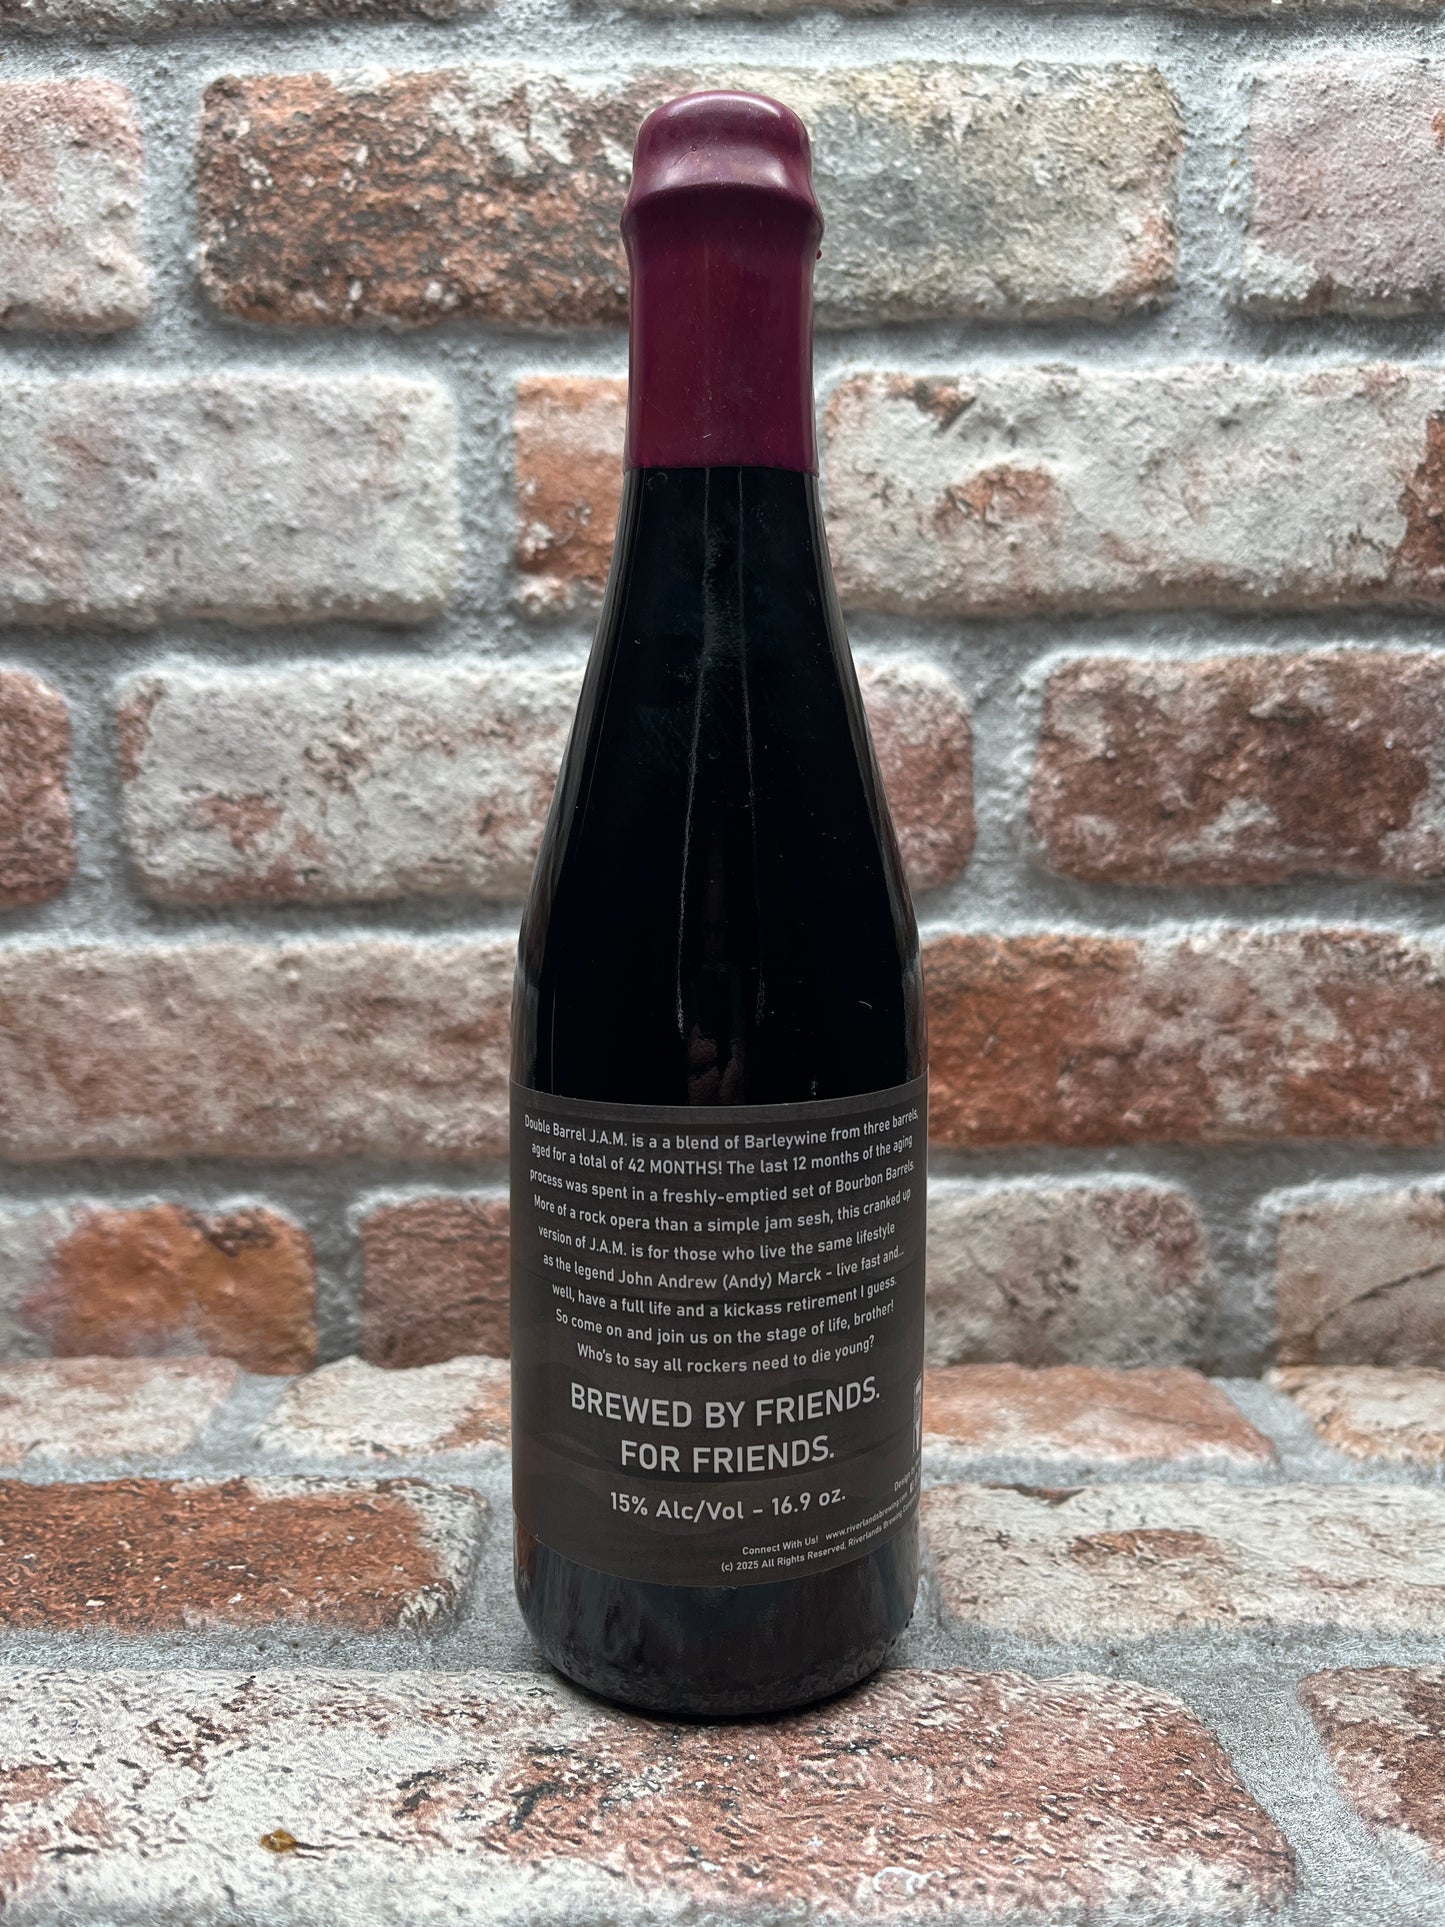 Double Barrel J.A.M. is a a blend of Barleywine from three barrels,
aged for a total of 42 MONTHS! The last 12 months of the aging
process was spent in a freshly-emptied set of Bourbon Barrels.
More of a rock opera than a simple jam sesh, this cranked up
version of J.A.M. is for those who live the same lifestyle
as the legend John Andrew (Andy) Marck - live fast and...
well, have a full life and a kickass retirement I guess.
So come on and join us on the stage of life, brother!
Who's to say all rockers need to die young?
BREWED BY FRIENDS.
FOR FRIENDS.
15% Alc/Vol - 16.9 oz.
Design by
Connect With Us! www.riverlandsbrewing.com
(c) 2025 All Rights Reserved, Riverlands Brewing